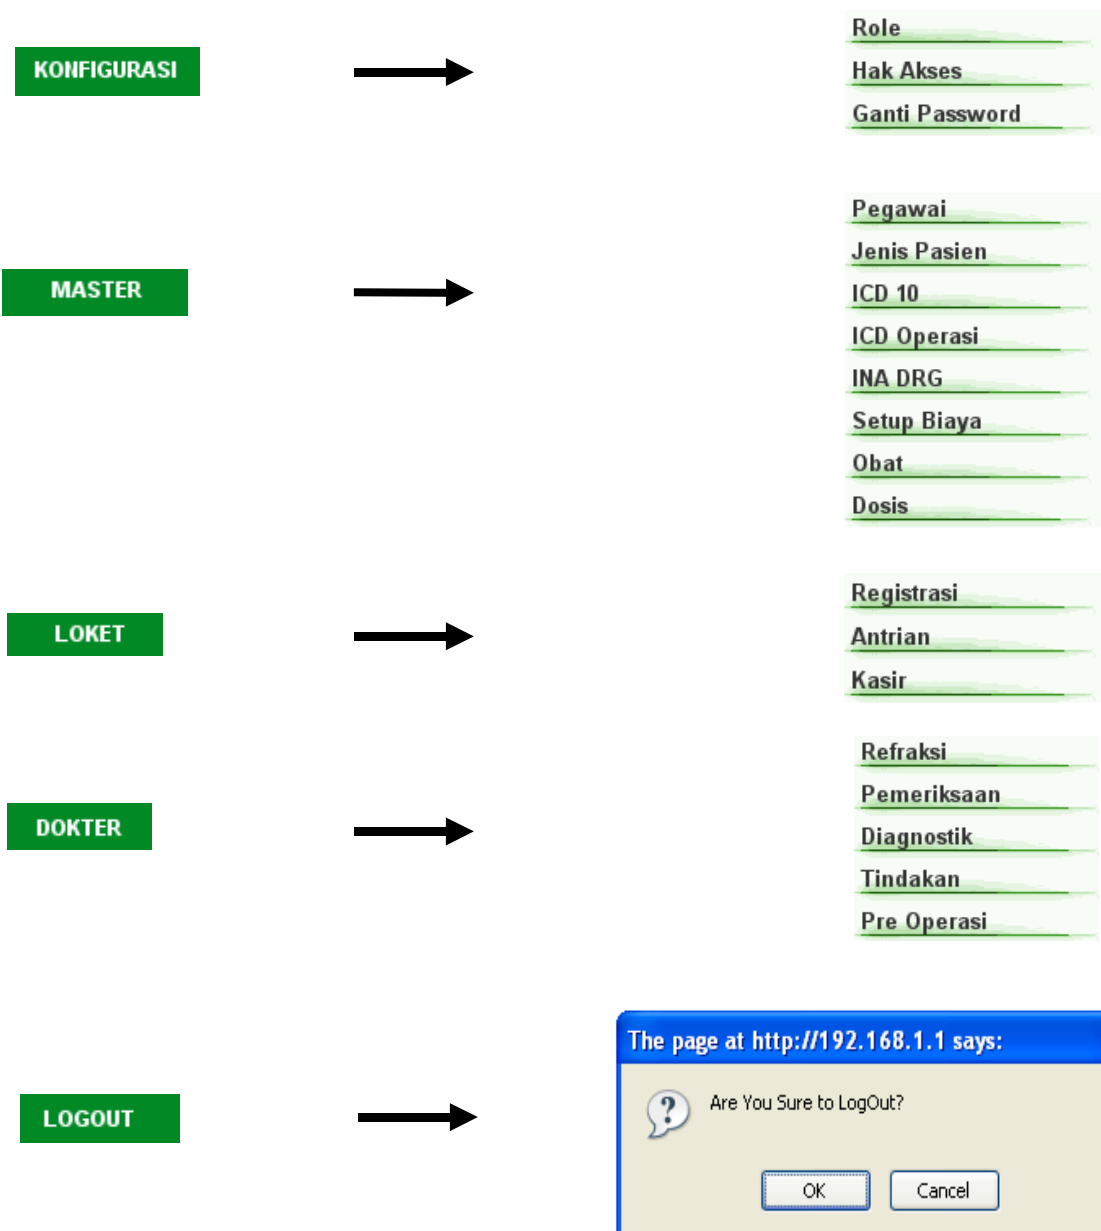 KONFIGURASI
Role
Hak Akses
Ganti Password
MASTER
Pegawai
Jenis Pasien
ICD 10
ICD Operasi
INA DRG
Setup Biaya
Obat
Dosis
LOKET
Registrasi
Antrian
Kasir
DOKTER
Refraksi
Pemeriksaan
Diagnostik
Tindakan
Pre Operasi
LOGOUT
The page at http://192.168.1.1 says:
Are You Sure to LogOut?
OK Cancel